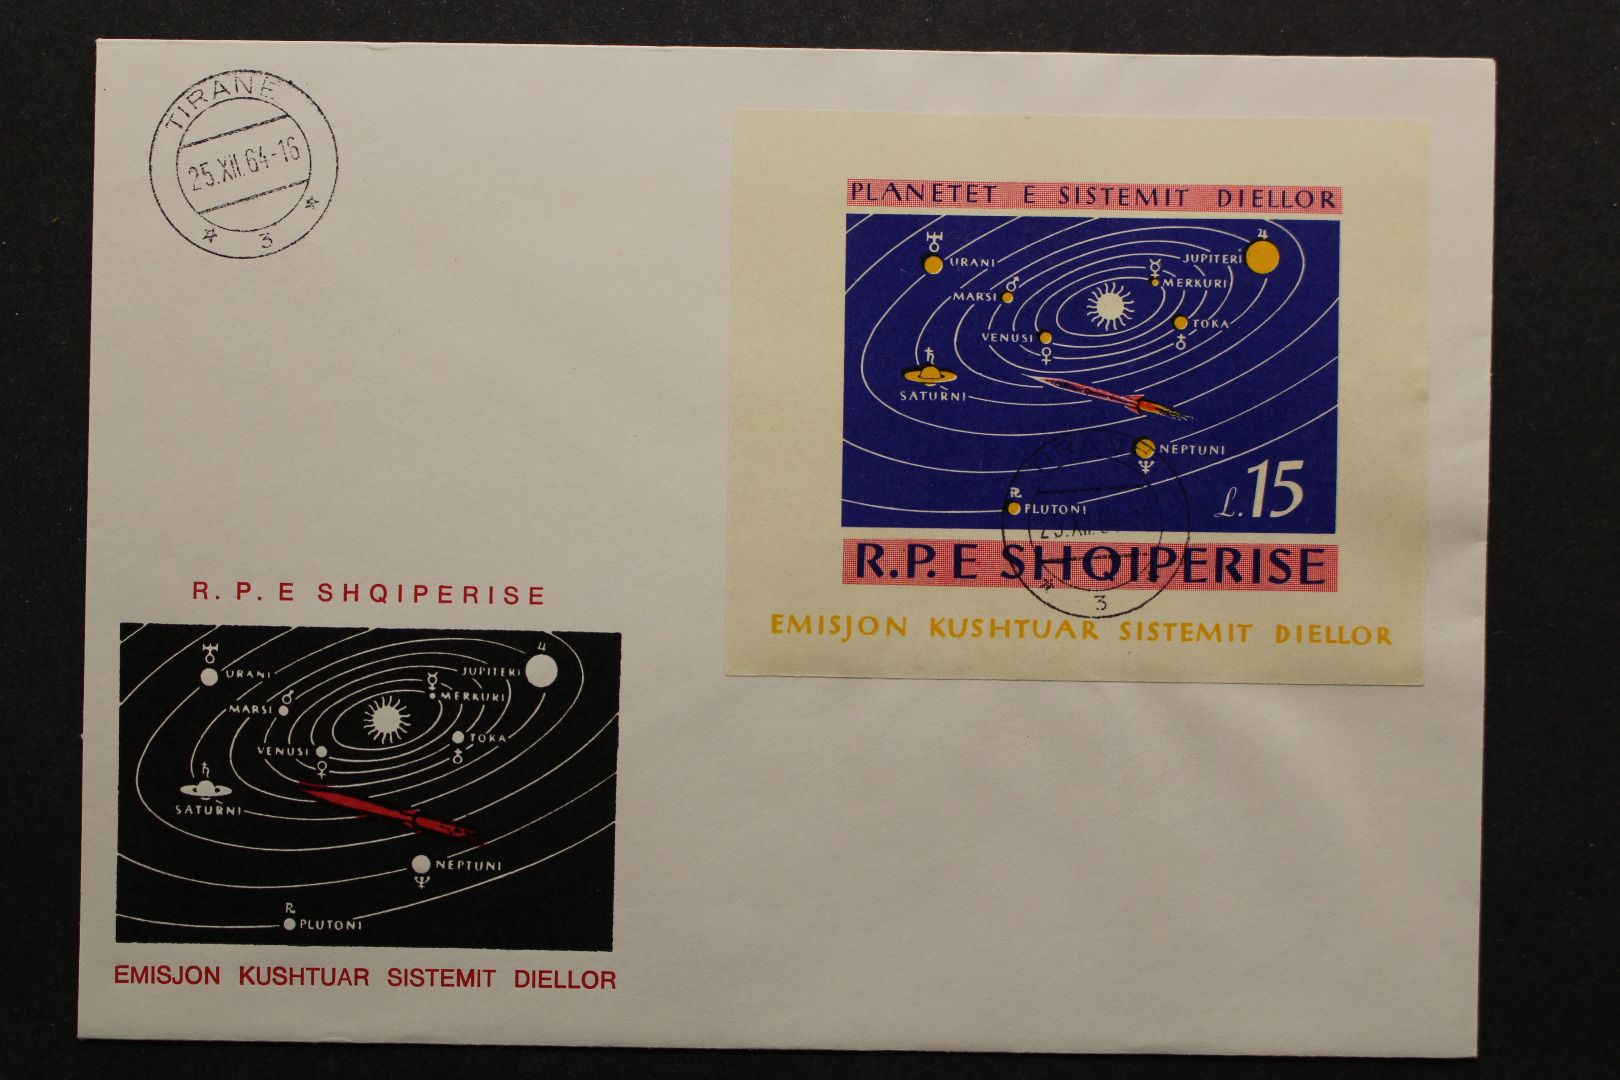 TIRANE
25.XII.64-16
3
PLANETET E SISTEMIT DIELLOR
URANI
JUPITERI
MERKURI
MARSI
TOKA
VENUSI
SATURNI
NEPTUNI
L.15
PLUTONI
TIRANE
R.P.E SHQIPERISE
3
EMISJON KUSHTUAR SISTEMIT DIELLOR
R. P. E SHQIPERISE
URANI
JUPITERI
MERKURI
MARSI
TOKA
VENUSI
SATURNI
NEPTUNI
PLUTONI
EMISJON KUSHTUAR SISTEMIT DIELLOR